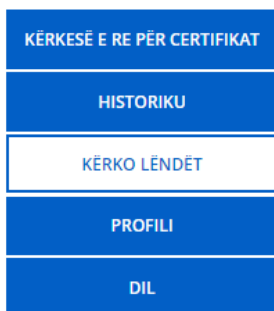 KËRKESË E RE PËR CERTIFIKAT
HISTORIKU
KËRKO LËNDËT
PROFILI
DIL